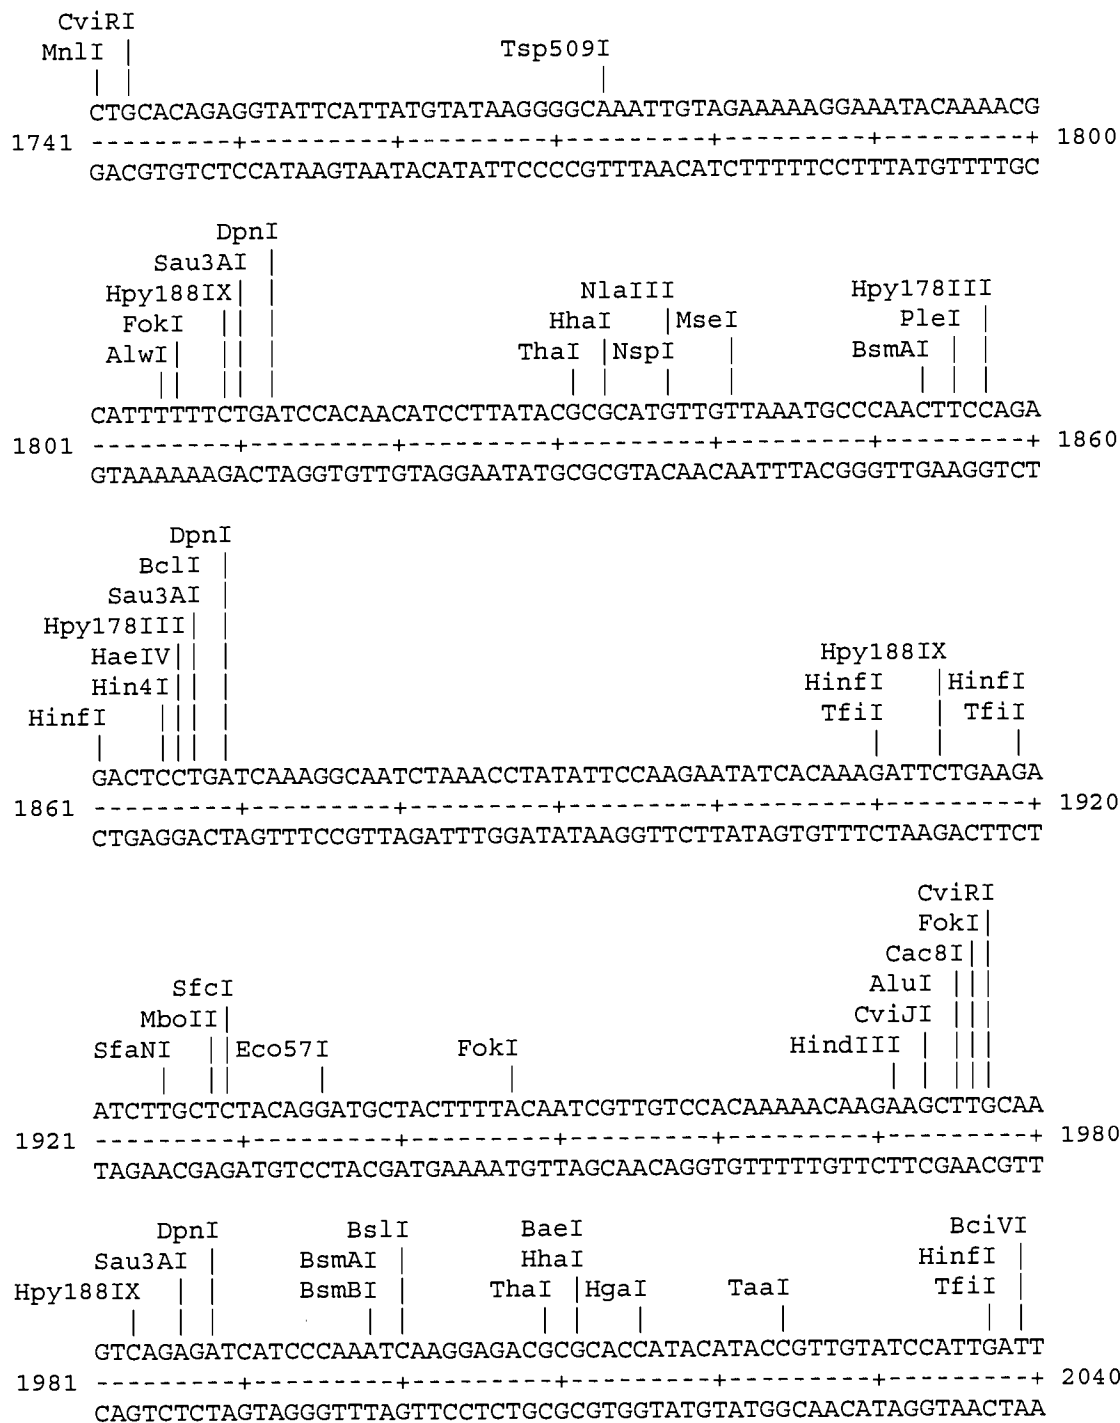 CviRI
MnlI | Tsp509I
CTGCACAGAGGTATTCATTATGTATAAGGGGCAAATTGTAGAAAAAGGAAATACAAAACG
1741 ---------+---------+---------+---------+---------+---------+ 1800
GACGTGTCTCCATAAGTAATACATATTCCCCGTTTAACATCTTTTTCCTTTATGTTTTGC
DpnI
Sau3AI |
Hpy188IX| | NlaIII Hpy178III
FokI || | HhaI |MseI PleI |
AlwI| || | ThaI |NspI | BsmAI | |
CATTTTTTCTGATCCACAACATCCTTATACGCGCATGTTGTTAAATGCCCAACTTCCAGA
1801 ---------+---------+---------+---------+---------+---------+ 1860
GTAAAAAAGACTAGGTGTTGTAGGAATATGCGCGTACAACAATTTACGGGTTGAAGGTCT
DpnI
BclI |
Sau3AI |
Hpy178III| |
HaeIV|| | Hpy188IX
Hin4I || | HinfI |HinfI
HinfI ||| | TfiI | TfiI
GACTCCTGATCAAAGGCAATCTAAACCTATATTCCAAGAATATCACAAAGATTCTGAAGA
1861 ---------+---------+---------+---------+---------+---------+ 1920
CTGAGGACTAGTTTCCGTTAGATTTGGATATAAGGTTCTTATAGTGTTTCTAAGACTTCT
CviRI
FokI|
Cac8I||
SfcI AluI |||
MboII| CviJI |||
SfaNI ||Eco57I FokI HindIII | |||
ATCTTGCTCTACAGGATGCTACTTTTACAATCGTTGTCCACAAAAACAAGAAGCTTGCAA
1921 ---------+---------+---------+---------+---------+---------+ 1980
TAGAACGAGATGTCCTACGATGAAAATGTTAGCAACAGGTGTTTTTGTTCTTCGAACGTT
DpnI BslI BaeI BciVI
Sau3AI | BsmAI | HhaI HinfI |
Hpy188IX | | BsmBI | ThaI |HgaI TaaI TfiI |
GTCAGAGATCATCCCAAATCAAGGAGACGCGCACCATACATACCGTTGTATCCATTGATT
1981 ---------+---------+---------+---------+---------+---------+ 2040
CAGTCTCTAGTAGGGTTTAGTTCCTCTGCGCGTGGTATGTATGGCAACATAGGTAACTAA